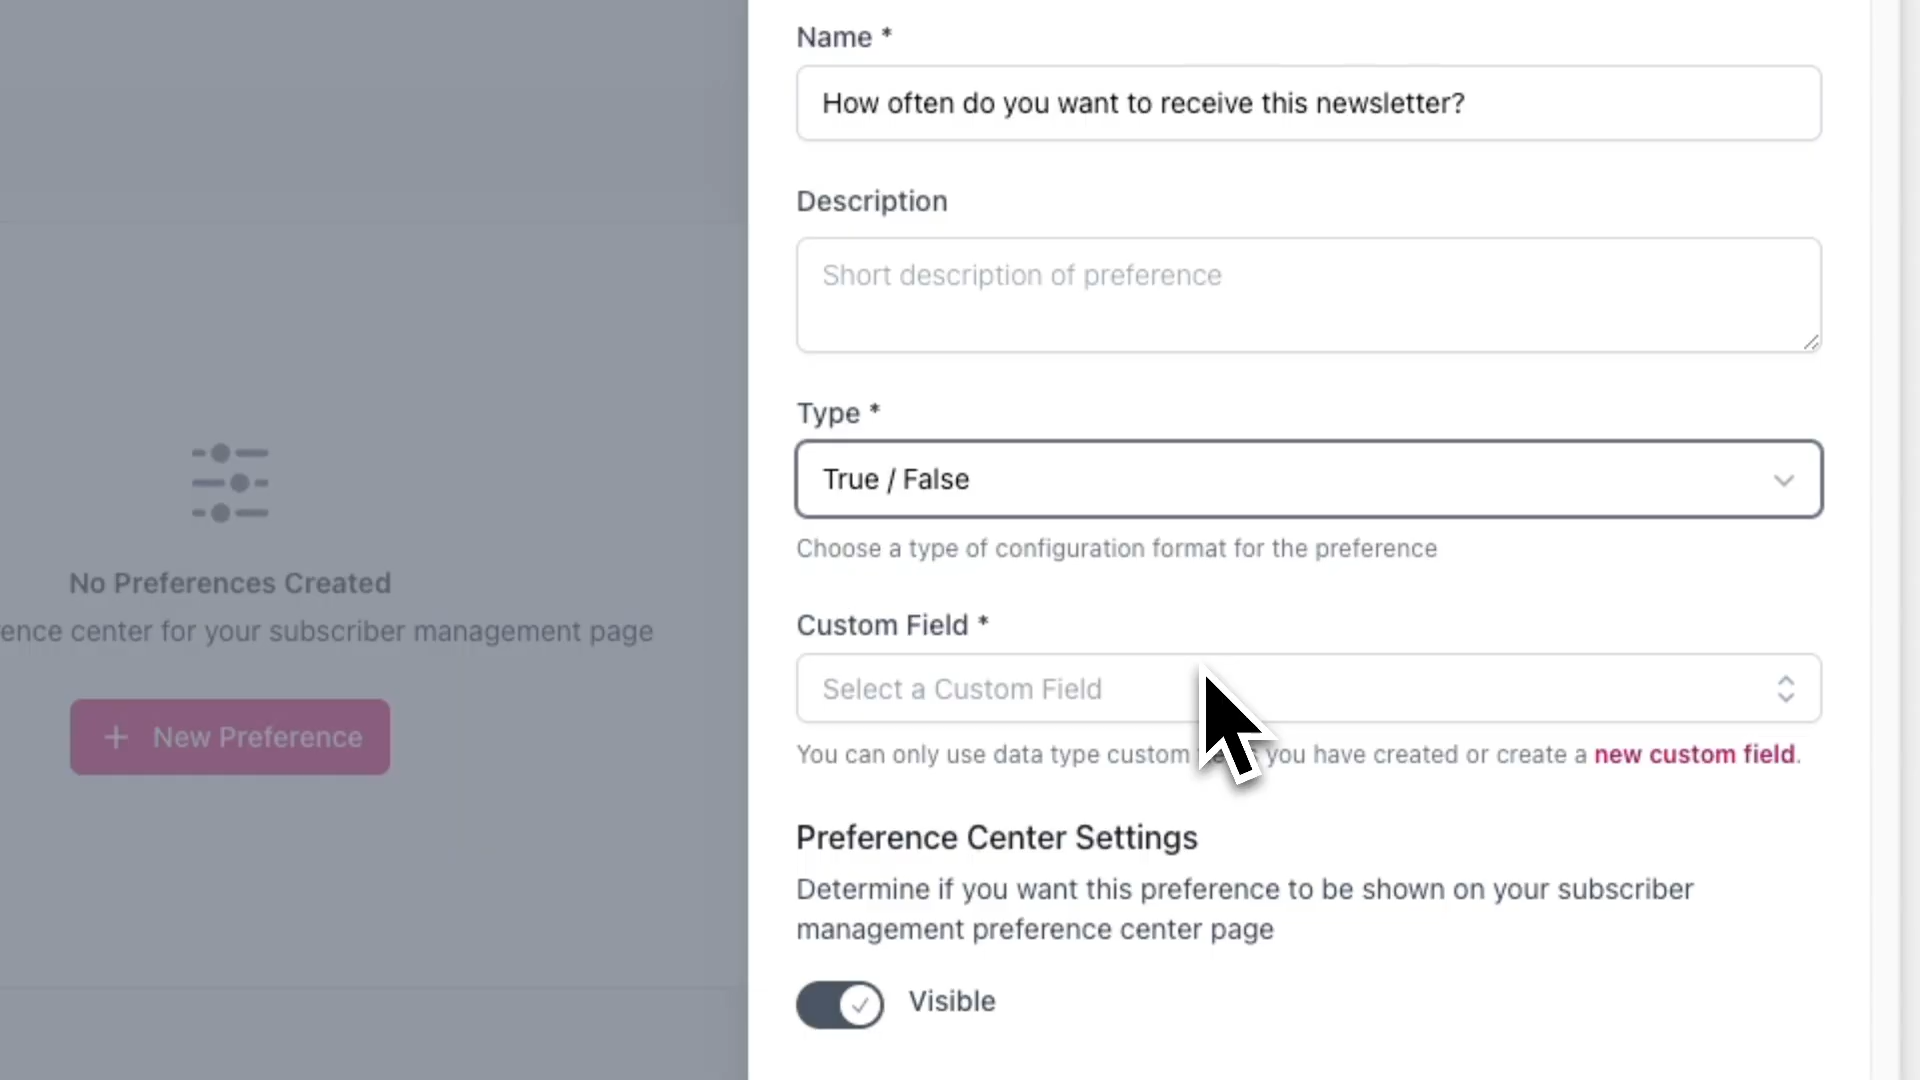 Name *
How often do you want to receive this newsletter?
Description
Short description of preference
Type *
True / False
Choose a type of configuration format for the preference
Custom Field *
Select a Custom Field
You can only use data type custom you have created or create a new custom field.
Preference Center Settings
Determine if you want this preference to be shown on your subscriber
management preference center page
Visible
No Preferences Created
ence center for your subscriber management page
+ New Preference